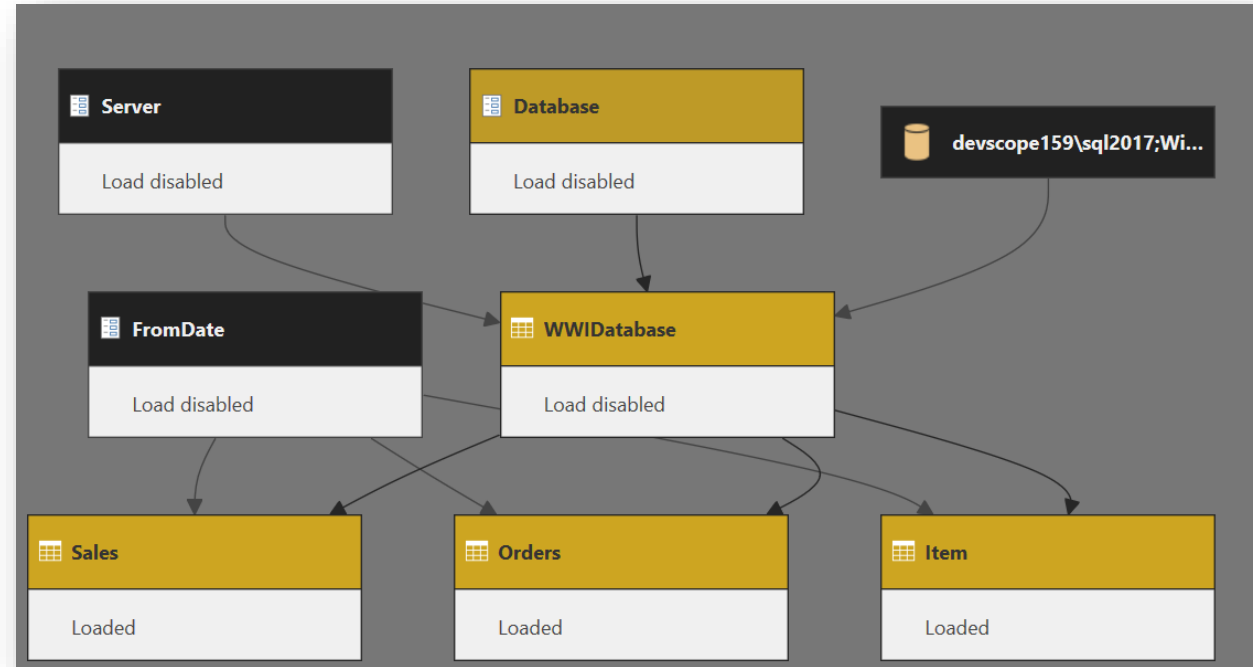 Server
Load disabled
Database
Load disabled
devscope159\sql2017;Wi...
FromDate
Load disabled
WWIDatabase
Load disabled
Sales
Loaded
Orders
Loaded
Item
Loaded